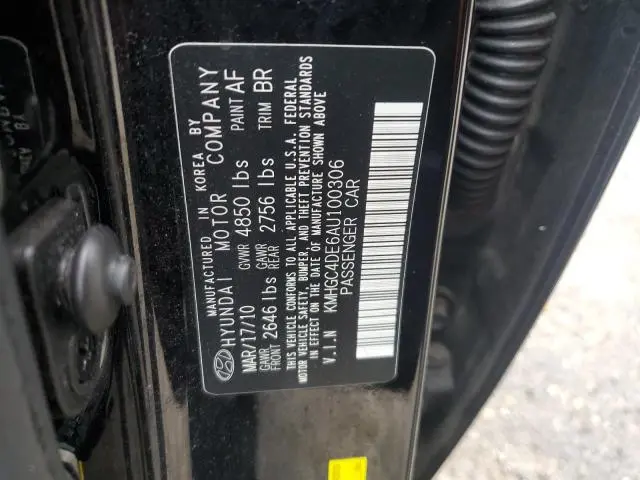 MANUFACTURED IN KOREA BY
HYUNDAI MOTOR COMPANY
MAR/17/10 GVWR 4850 lbs PAINT AF
GAWR FRONT 2646 lbs GAWR REAR 2756 lbs TRIM BR
THIS VEHICLE CONFORMS TO ALL APPLICABLE U.S.A. FEDERAL
MOTOR VEHICLE SAFETY, BUMPER, AND THEFT PREVENTION STANDARDS
IN EFFECT ON THE DATE OF MANUFACTURE SHOWN ABOVE
V.I.N KMHGC4DE6AU100306
PASSENGER CAR